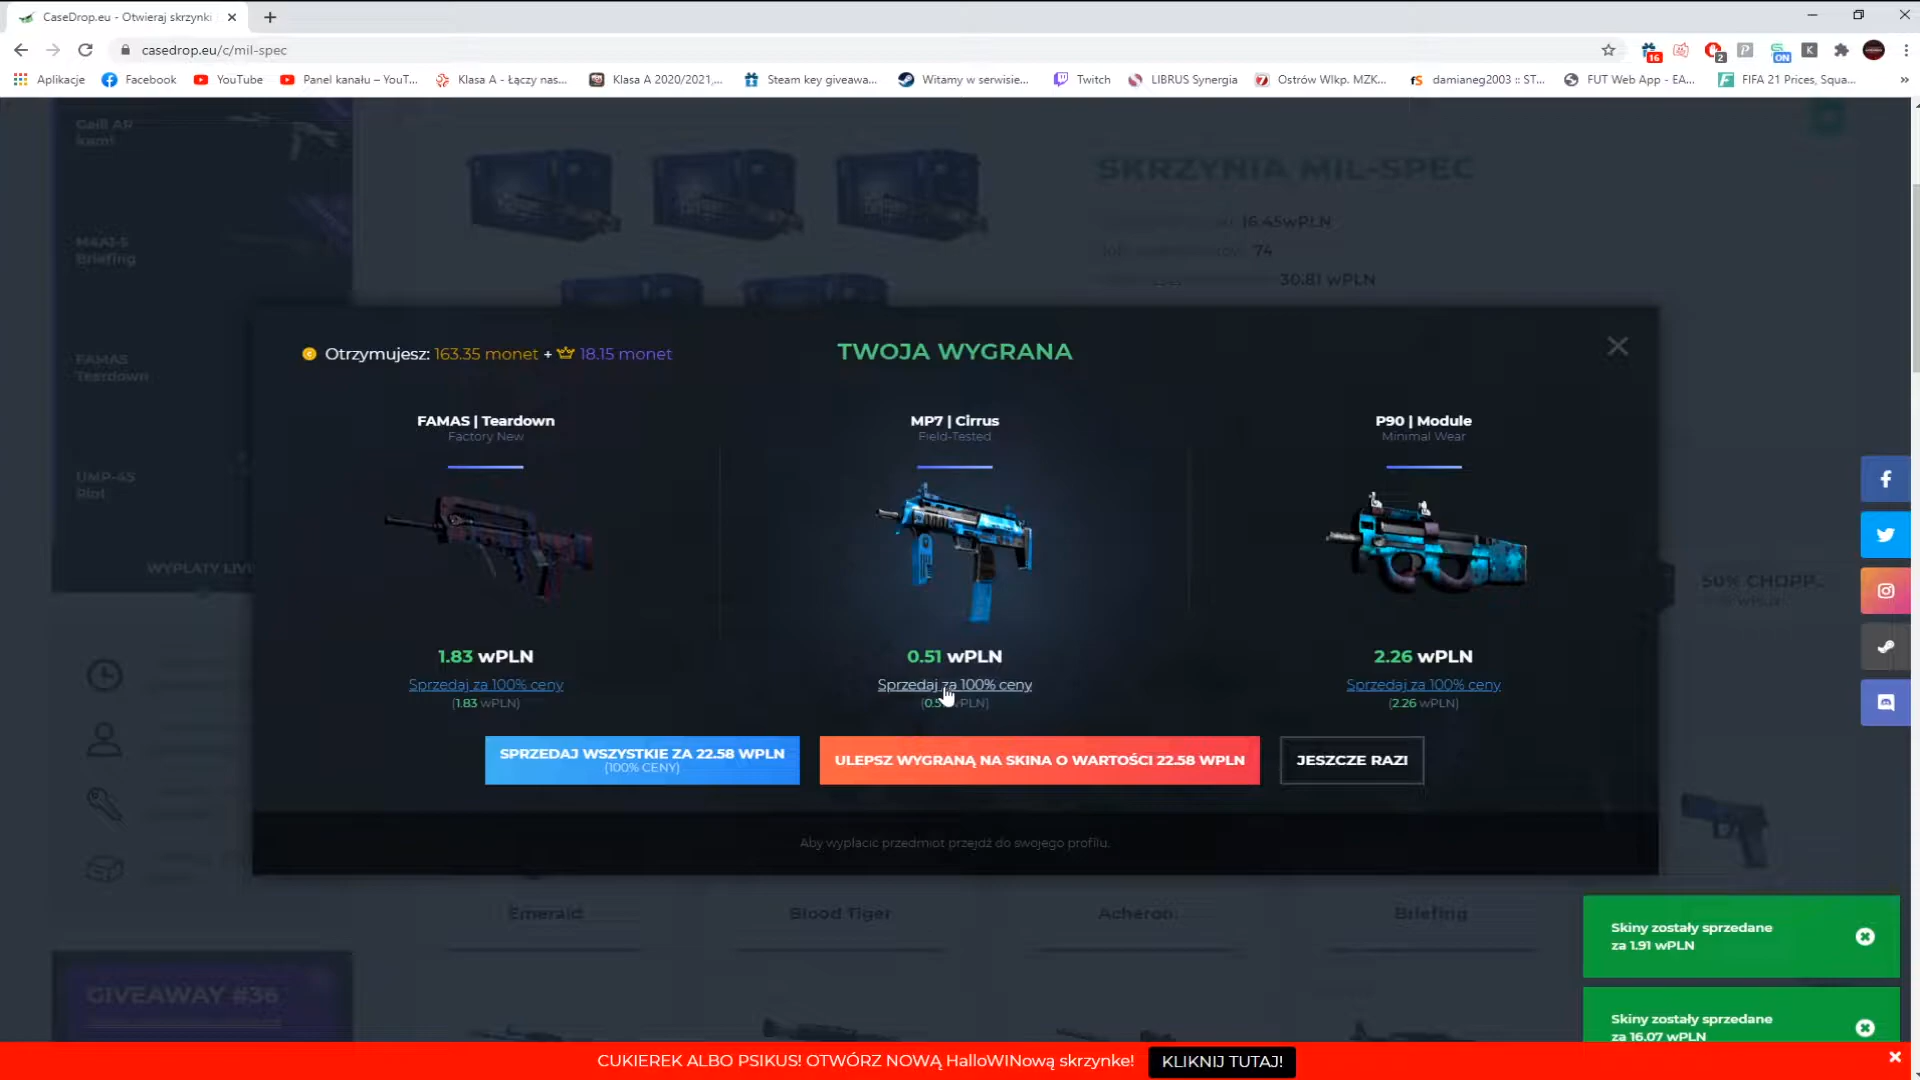 CaseDrop.eu - Otwieraj skrzynki
casedrop.eu/c/mil-spec
16
2
ON
Aplikacje
Facebook
YouTube
Panel kanału – YouT...
Klasa A - Łączy nas...
Klasa A 2020/2021,...
Steam key giveawa...
Witamy w serwisie...
Twitch
LIBRUS Synergia
Ostrów Wlkp. MZK...
damianeg2003 :: ST...
FUT Web App - EA...
FIFA 21 Prices, Squa...
»
Galil AR
Kami
M4A1-S
Briefing
FAMAS
Teardown
UMP-45
Riot
SKRZYNIA MIL-SPEC
16.45wPLN
74
30.81 wPLN
Otrzymujesz: 163.35 monet + 18.15 monet
TWOJA WYGRANA
FAMAS | Teardown
Factory New
1.83 wPLN
Sprzedaj za 100% ceny
(1.83 wPLN)
MP7 | Cirrus
Field-Tested
0.51 wPLN
Sprzedaj za 100% ceny
P90 | Module
Minimal Wear
2.26 wPLN
Sprzedaj za 100% ceny
(2.26 wPLN)
SPRZEDAJ WSZYSTKIE ZA 22.58 WPLN
(100% CENY)
ULEPSZ WYGRANĄ NA SKINA O WARTOŚCI 22.58 WPLN
JESZCZE RAZ!
Aby wypłacić przedmiot przejdź do swojego profilu.
WYPŁATY LIVE
50% CHOPP...
Emerald
Blood Tiger
Acheron
Briefing
GIVEAWAY #36
Skiny zostały sprzedane
za 1.91 wPLN
Skiny zostały sprzedane
za 16.07 wPLN
CUKIEREK ALBO PSIKUS! OTWÓRZ NOWĄ HalloWINową skrzynke!
KLIKNIJ TUTAJ!